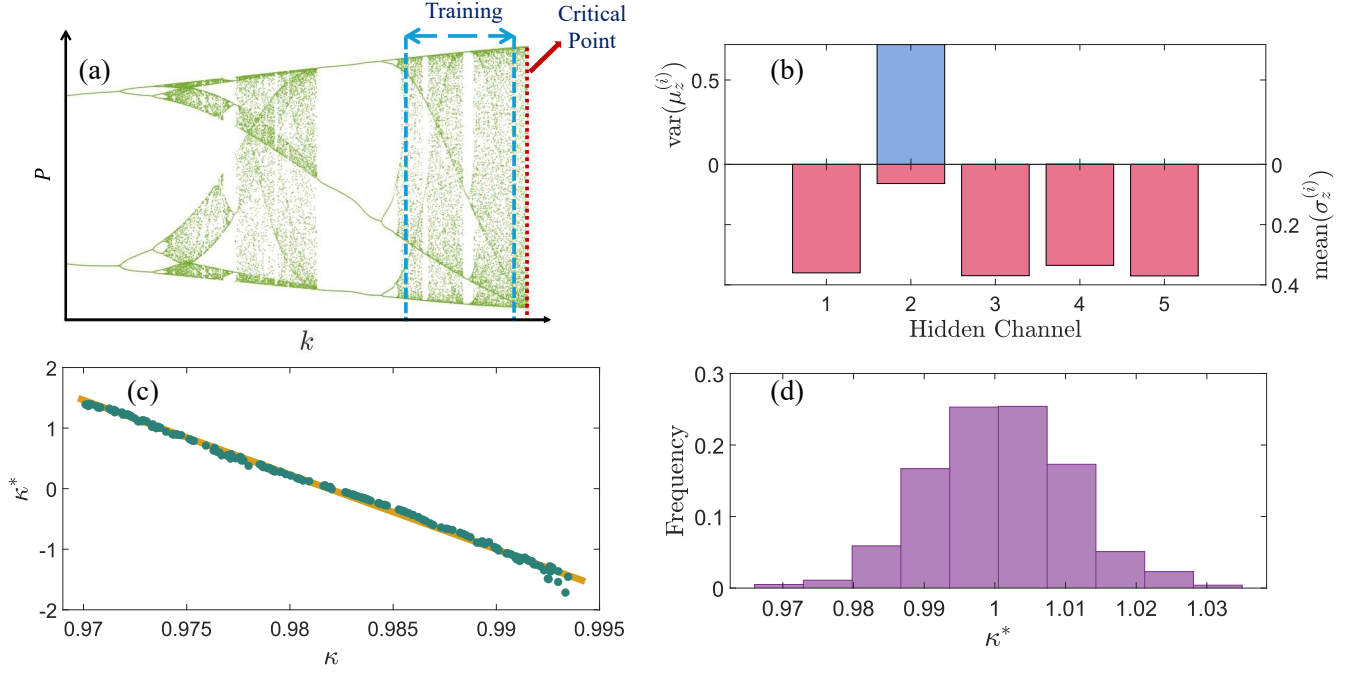 Training
Critical
Point
(a)
P
k
(b)
var(μ_z^(i))
0.5
0
0
0.2
0.4
mean(σ_z^(i))
1 2 3 4 5
Hidden Channel
(c)
2
1
0
-1
-2
κ*
0.97 0.975 0.98 0.985 0.99 0.995
κ
(d)
0.3
0.2
0.1
0
Frequency
0.97 0.98 0.99 1 1.01 1.02 1.03
κ*